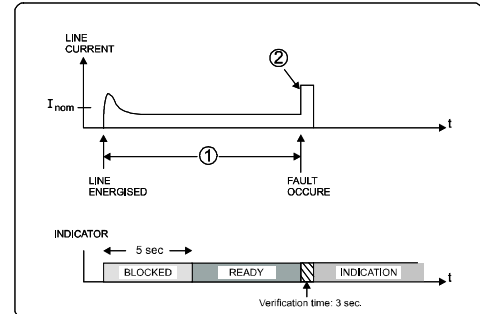 LINE
CURRENT
2
I nom
t
1
LINE
ENERGISED
FAULT
OCCURE
INDICATOR
5 sec
BLOCKED
READY
INDICATION
t
Verification time: 3 sec.